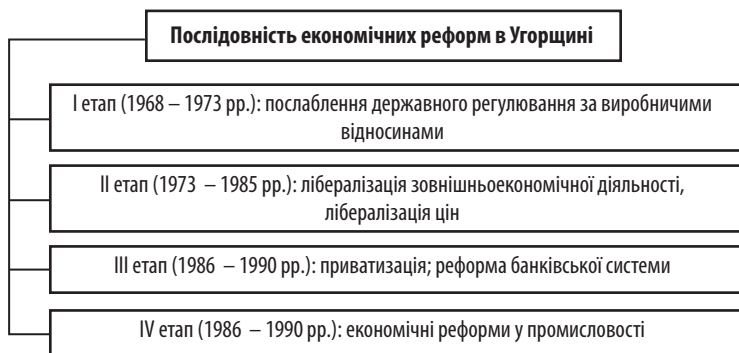 Послідовність економічних реформ в Угорщині
І етап (1968 – 1973 рр.): послаблення державного регулювання за виробничими
відносинами
ІІ етап (1973 – 1985 рр.): лібералізація зовнішньоекономічної діяльності,
лібералізація цін
ІІІ етап (1986 – 1990 рр.): приватизація; реформа банківської системи
IV етап (1986 – 1990 рр.): економічні реформи у промисловості